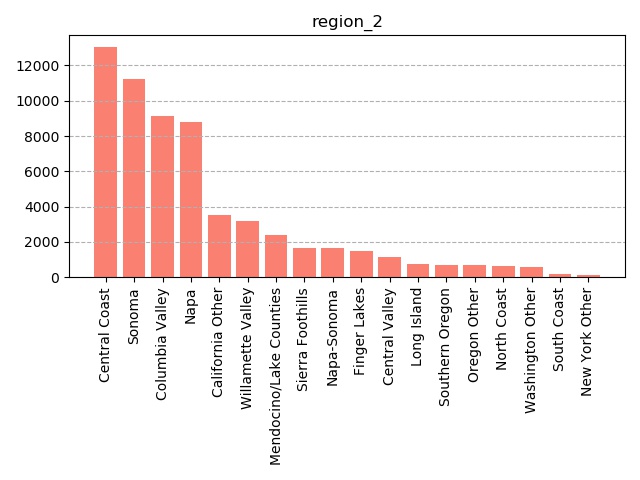 region_2
12000
10000
8000
6000
4000
2000
0
Central Coast
Sonoma
Columbia Valley
Napa
California Other
Willamette Valley
Mendocino/Lake Counties
Sierra Foothills
Napa-Sonoma
Finger Lakes
Central Valley
Long Island
Southern Oregon
Oregon Other
North Coast
Washington Other
South Coast
New York Other